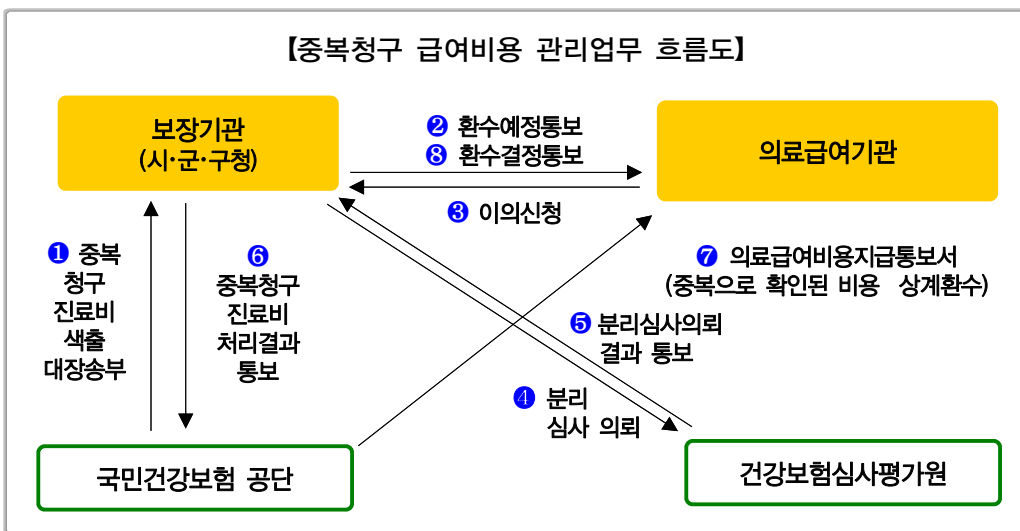 【중복청구 급여비용 관리업무 흐름도】
보장기관
(시·군·구청)
❷ 환수예정통보
❽ 환수결정통보
의료급여기관
❸ 이의신청
❶ 중복
청구
진료비
색출
대장송부
❻
중복청구
진료비
처리결과
통보
❼ 의료급여비용지급통보서
(중복으로 확인된 비용 상계환수)
❺ 분리심사의뢰
결과 통보
❹ 분리
심사 의뢰
국민건강보험 공단
건강보험심사평가원